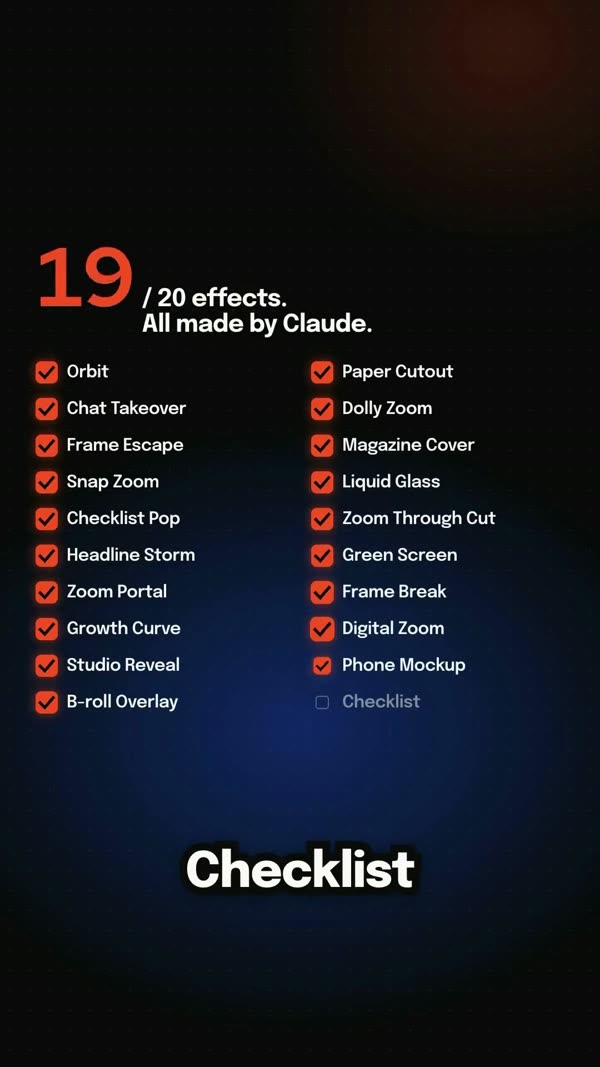 19 / 20 effects.
All made by Claude.
Orbit
Chat Takeover
Frame Escape
Snap Zoom
Checklist Pop
Headline Storm
Zoom Portal
Growth Curve
Studio Reveal
B-roll Overlay
Paper Cutout
Dolly Zoom
Magazine Cover
Liquid Glass
Zoom Through Cut
Green Screen
Frame Break
Digital Zoom
Phone Mockup
Checklist
Checklist